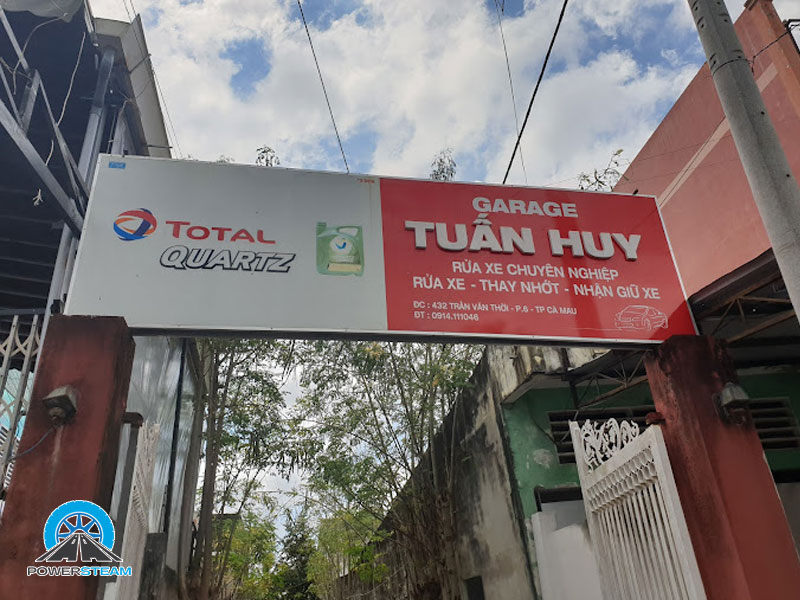 TOTAL
QUARTZ
GARAGE
TUẤN HUY
RỬA XE CHUYÊN NGHIỆP
RỬA XE - THAY NHỚT - NHẬN GIỮ XE
ĐC : 432 TRẦN VĂN THỜI - P.6 - TP CÀ MAU
ĐT : 0914.111046
POWERSTEAM